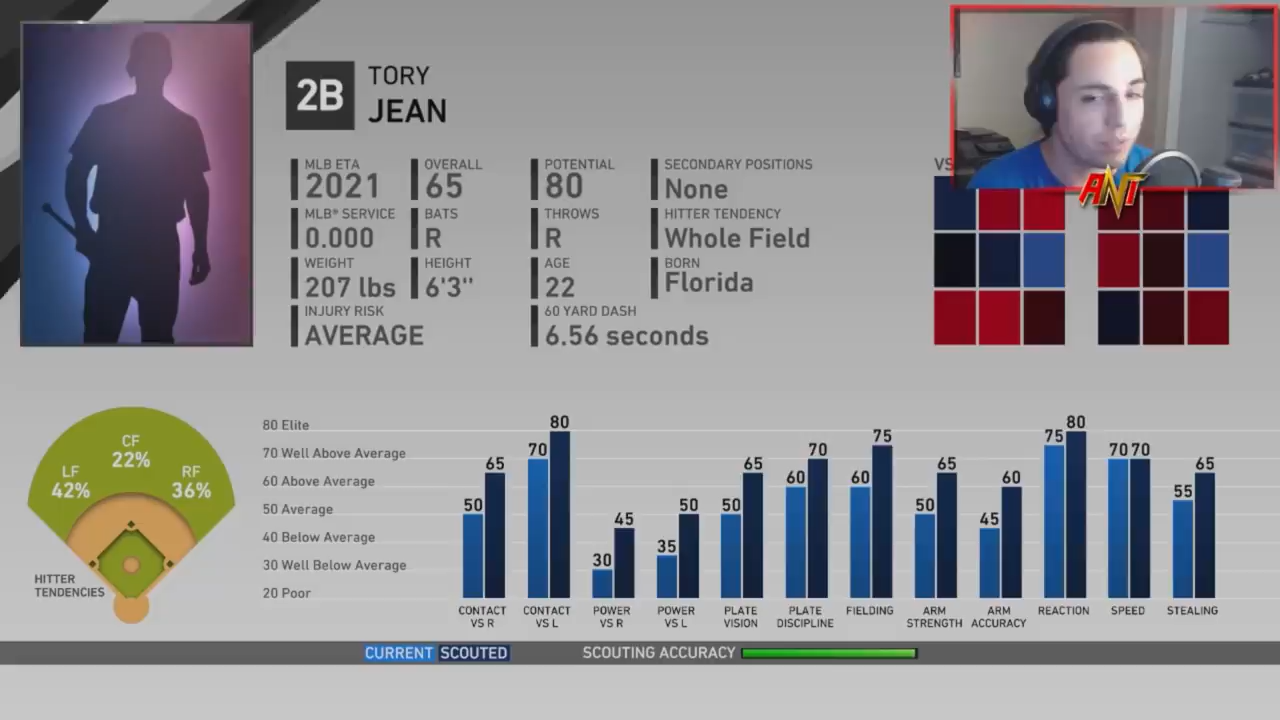 2B
TORY
JEAN
MLB ETA
2021
OVERALL
65
POTENTIAL
80
SECONDARY POSITIONS
None
MLB® SERVICE
0.000
BATS
R
THROWS
R
HITTER TENDENCY
Whole Field
WEIGHT
207 lbs
HEIGHT
6'3"
AGE
22
BORN
Florida
INJURY RISK
AVERAGE
60 YARD DASH
6.56 seconds
VS
ANT
CF
22%
LF
42%
RF
36%
HITTER
TENDENCIES
80 Elite
70 Well Above Average
60 Above Average
50 Average
40 Below Average
30 Well Below Average
20 Poor
50 65
70 80
30 45
35 50
50 65
60 70
60 75
50 65
45 60
75 80
70 70
55 65
CONTACT
VS R
CONTACT
VS L
POWER
VS R
POWER
VS L
PLATE
VISION
PLATE
DISCIPLINE
FIELDING
ARM
STRENGTH
ARM
ACCURACY
REACTION
SPEED
STEALING
CURRENT SCOUTED
SCOUTING ACCURACY